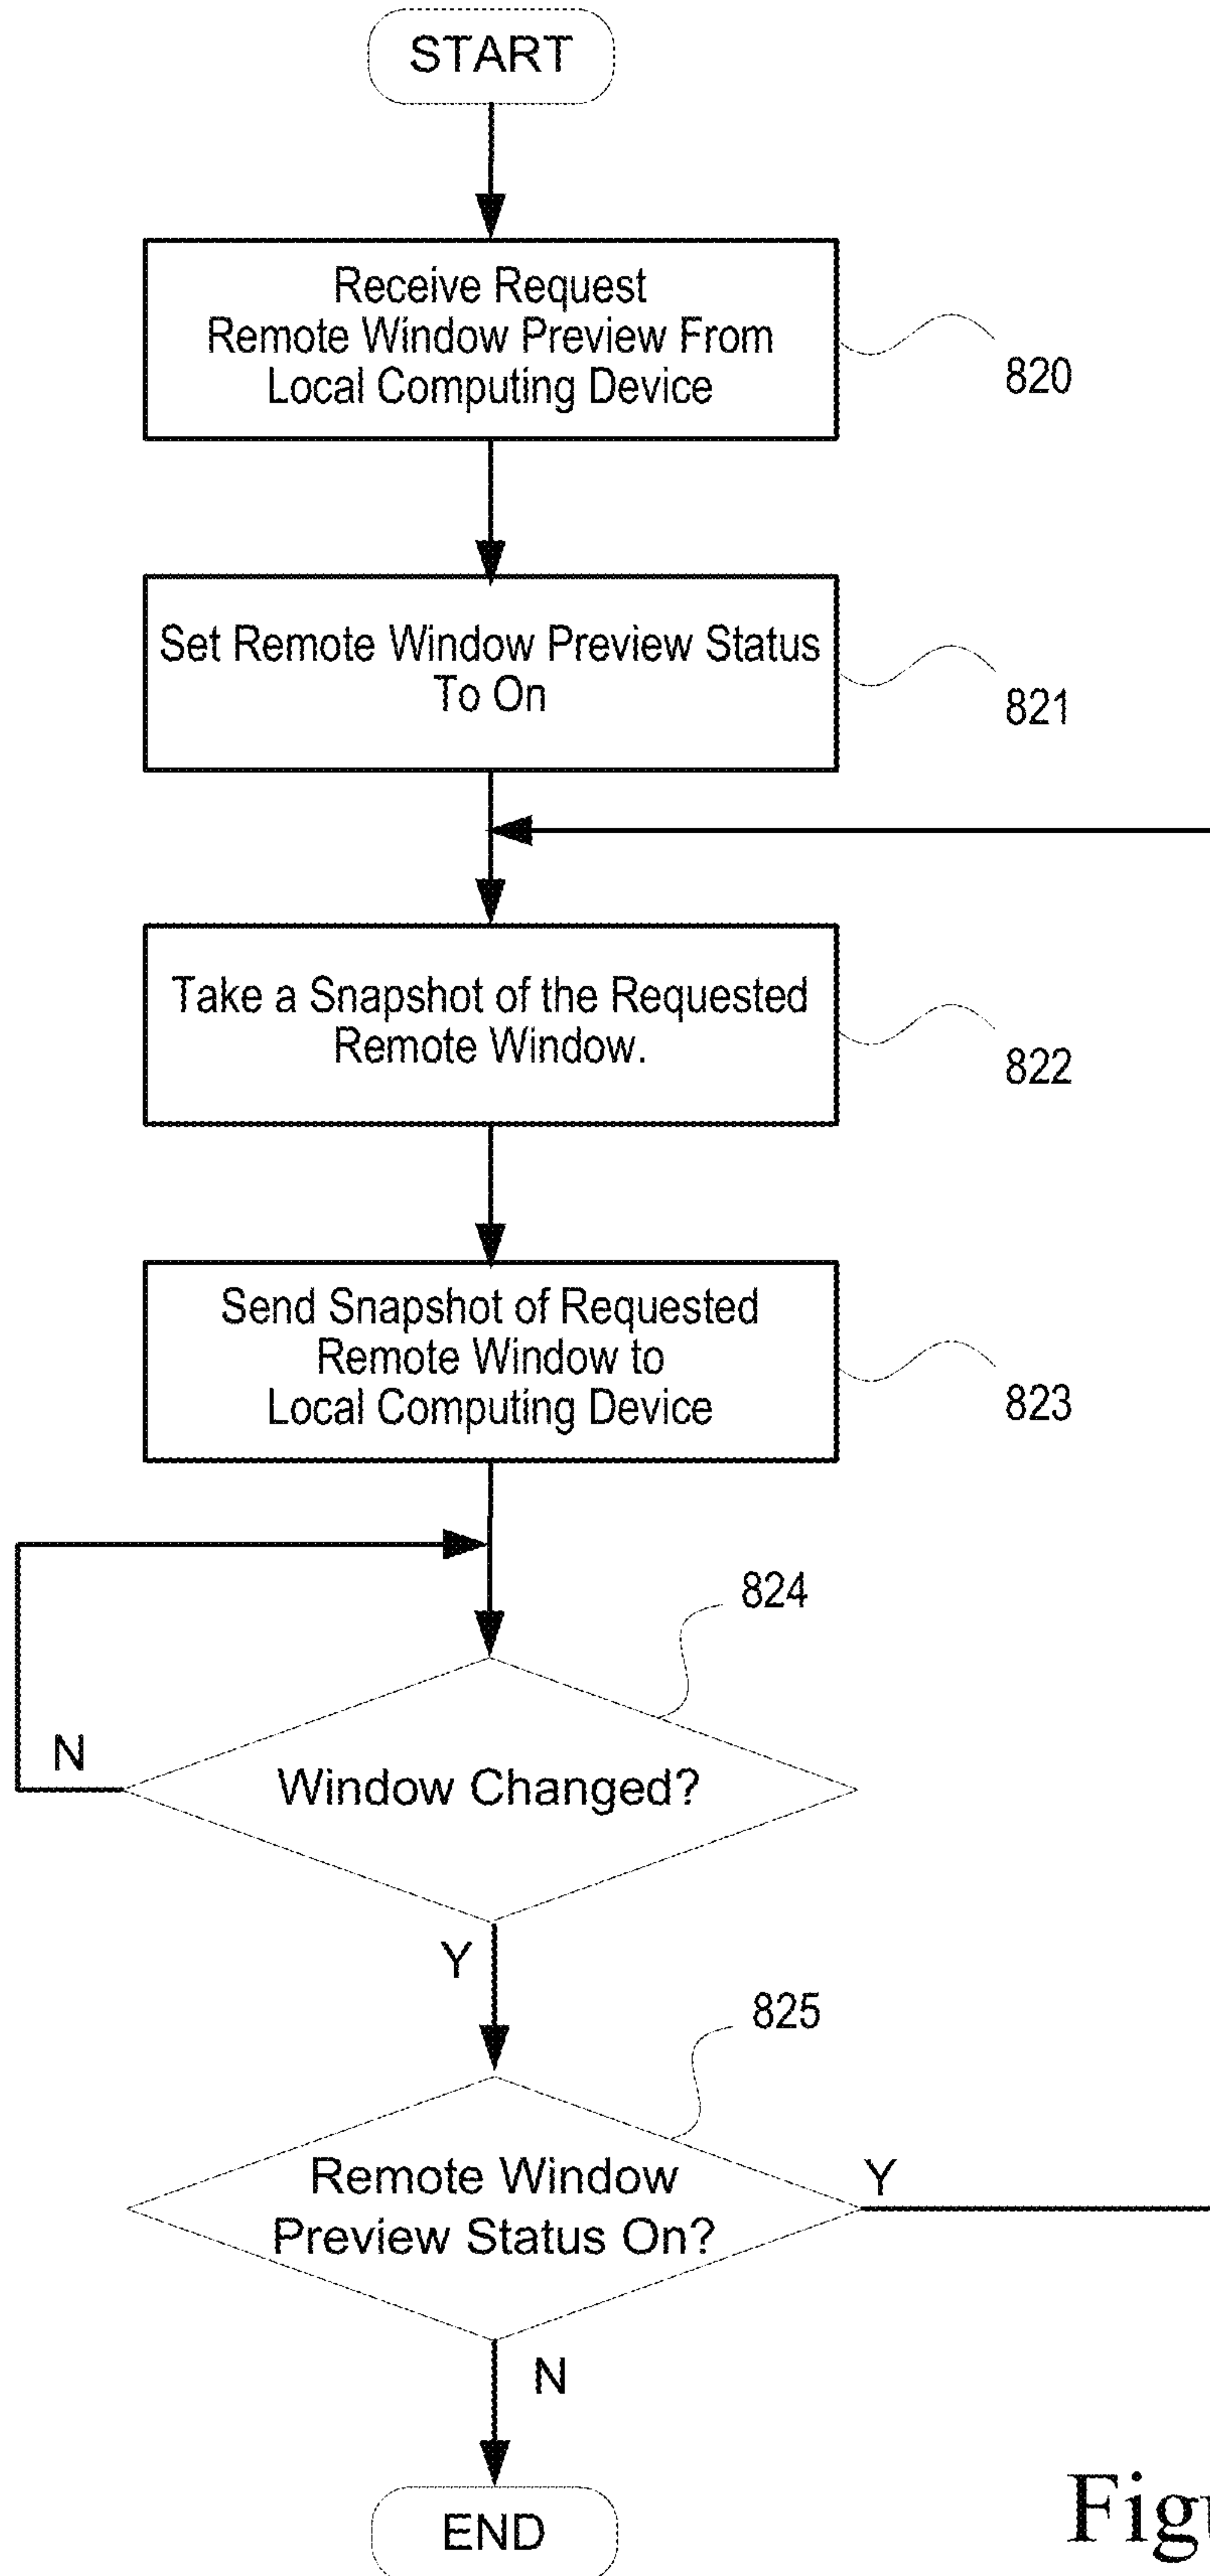 START
Receive Request
Remote Window Preview From
Local Computing Device
820
Set Remote Window Preview Status
To On
821
Take a Snapshot of the Requested
Remote Window.
822
Send Snapshot of Requested
Remote Window to
Local Computing Device
823
824
N
Window Changed?
Y
825
Remote Window
Preview Status On?
Y
N
END